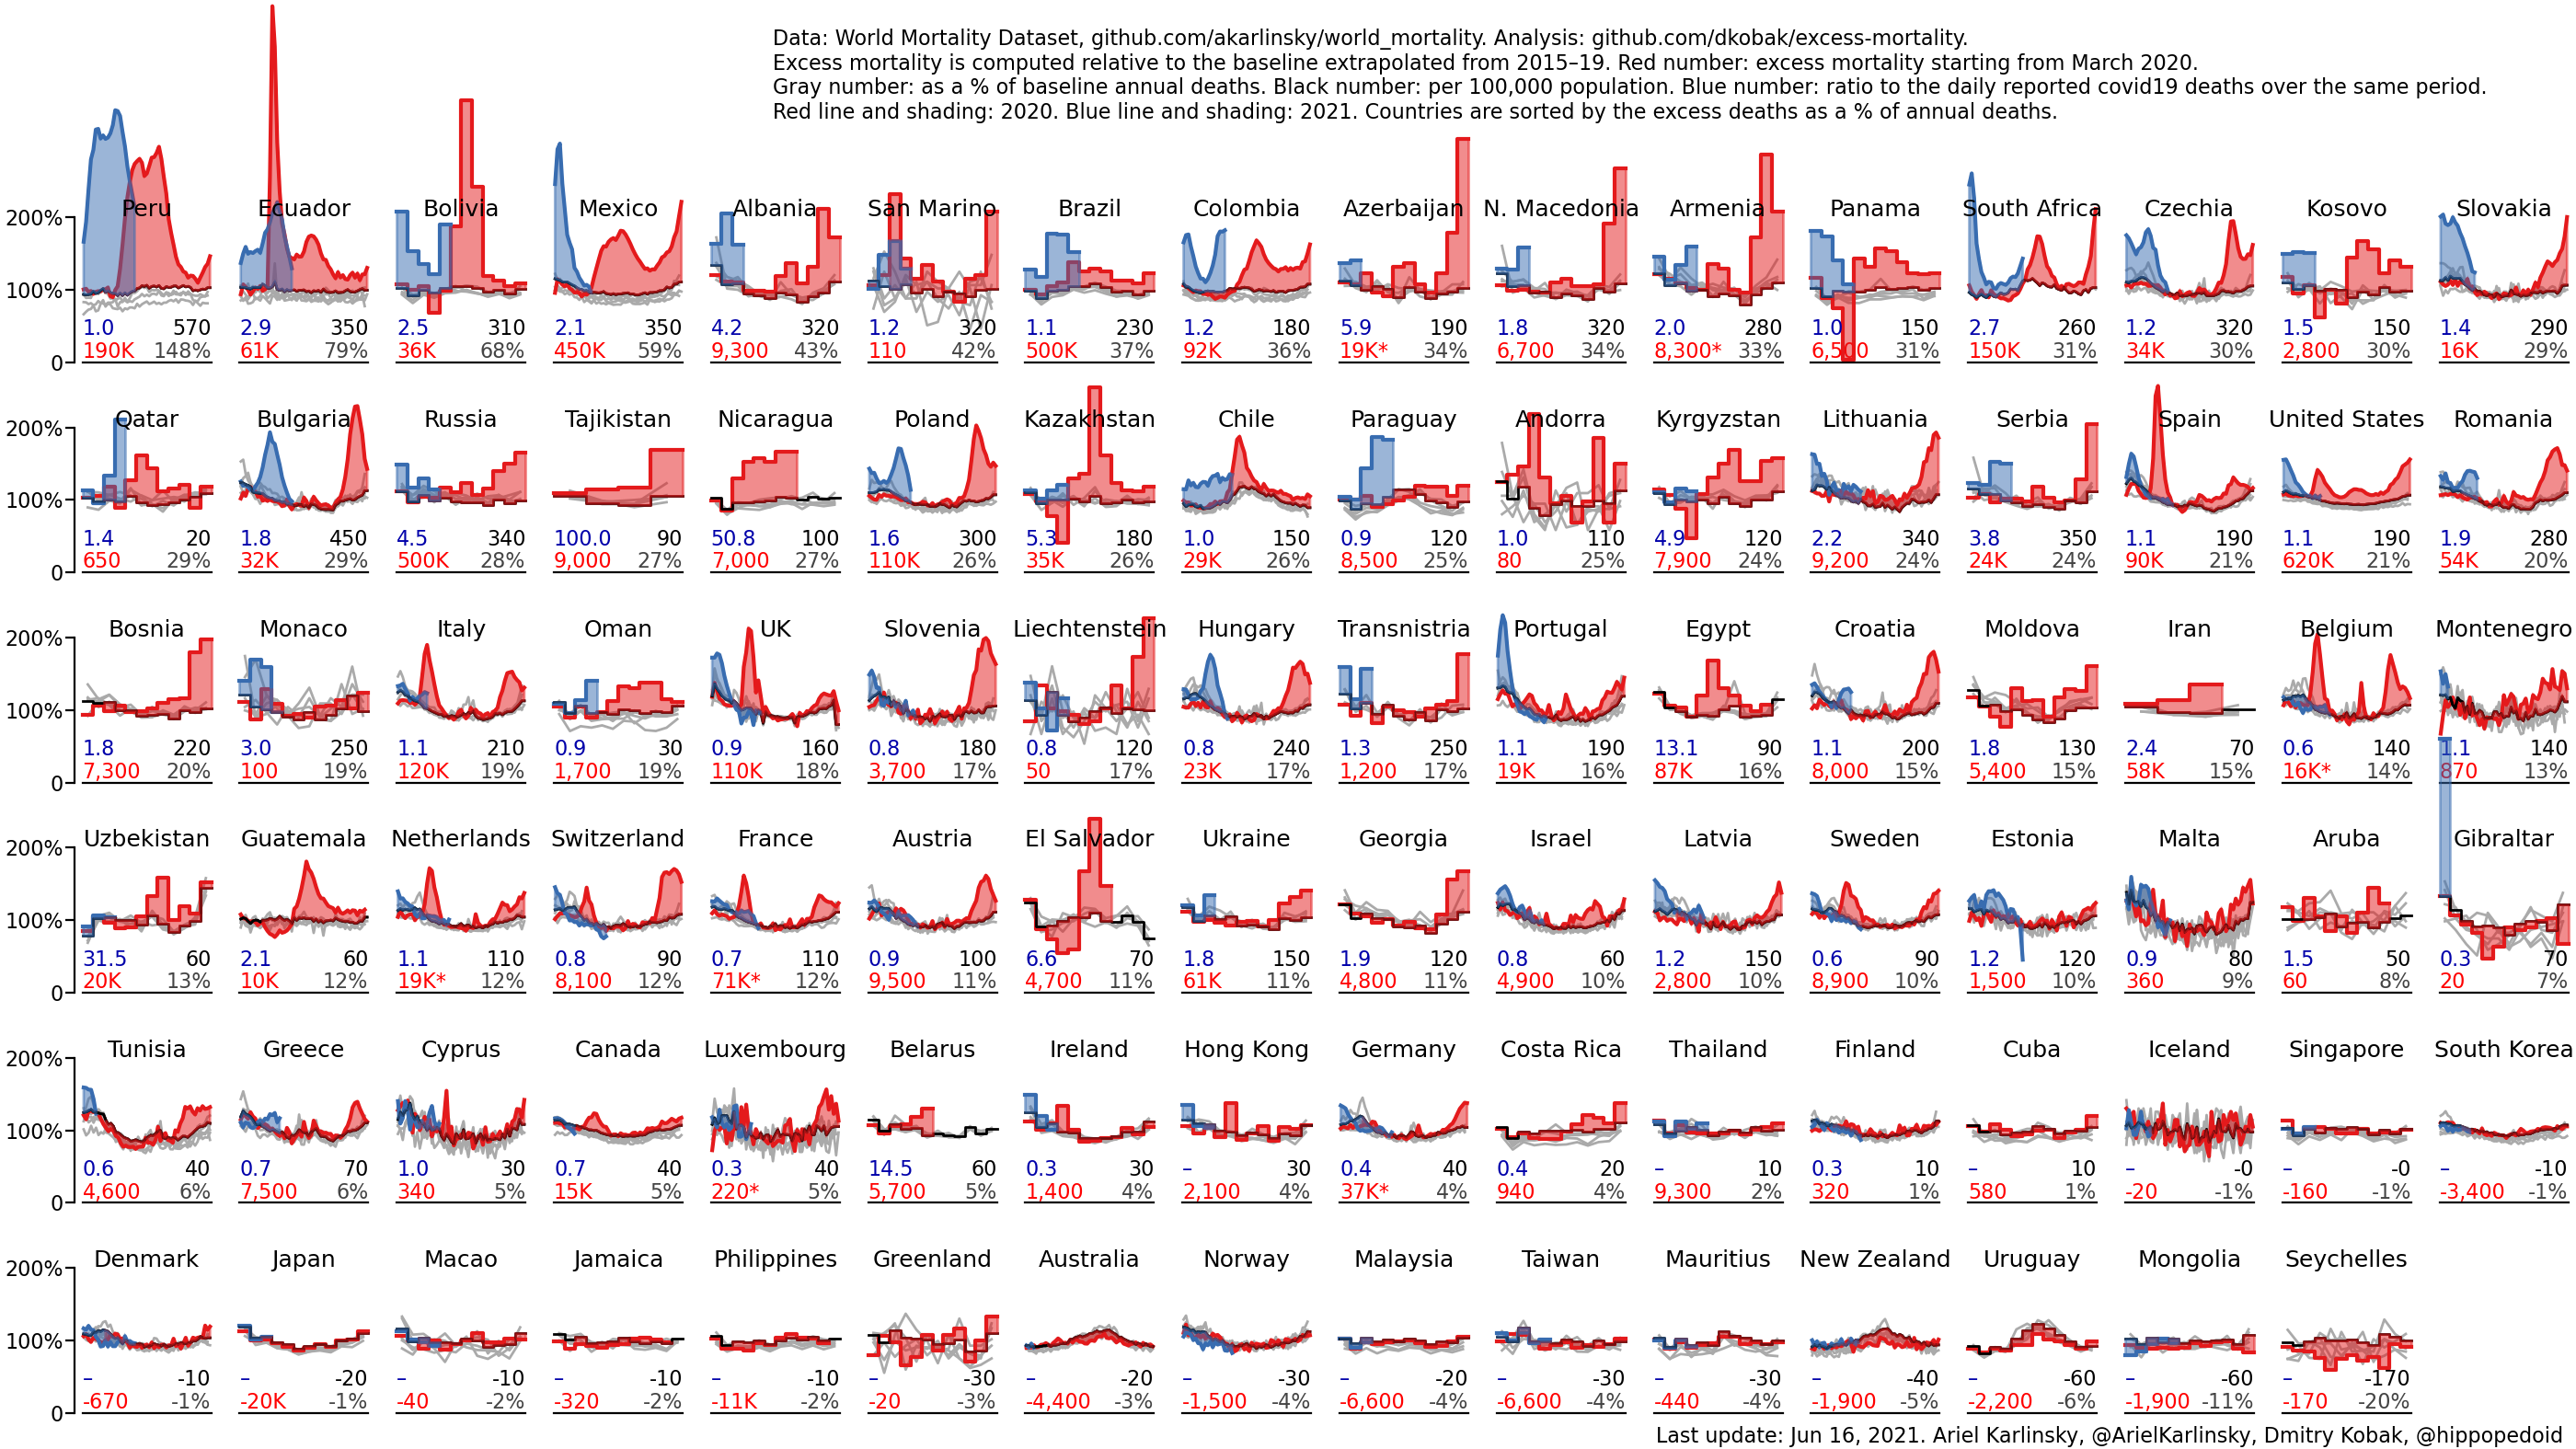 Data: World Mortality Dataset, github.com/akarlinsky/world_mortality. Analysis: github.com/dkobak/excess-mortality.
Excess mortality is computed relative to the baseline extrapolated from 2015–19. Red number: excess mortality starting from March 2020.
Gray number: as a % of baseline annual deaths. Black number: per 100,000 population. Blue number: ratio to the daily reported covid19 deaths over the same period.
Red line and shading: 2020. Blue line and shading: 2021. Countries are sorted by the excess deaths as a % of annual deaths.
Peru Ecuador Bolivia Mexico Albania San Marino Brazil Colombia Azerbaijan N. Macedonia Armenia Panama South Africa Czechia Kosovo Slovakia
200%
100%
1.0 570 2.9 350 2.5 310 2.1 350 4.2 320 1.2 320 1.1 230 1.2 180 5.9 190 1.8 320 2.0 280 1.0 150 2.7 260 1.2 320 1.5 150 1.4 290
0 190K 148% 61K 79% 36K 68% 450K 59% 9,300 43% 110 42% 500K 37% 92K 36% 19K* 34% 6,700 34% 8,300* 33% 6,500 31% 150K 31% 34K 30% 2,800 30% 16K 29%
Qatar Bulgaria Russia Tajikistan Nicaragua Poland Kazakhstan Chile Paraguay Andorra Kyrgyzstan Lithuania Serbia Spain United States Romania
200%
100%
1.4 20 1.8 450 4.5 340 100.0 90 50.8 100 1.6 300 5.3 180 1.0 150 0.9 120 1.0 110 4.9 120 2.2 340 3.8 350 1.1 190 1.1 190 1.9 280
0 650 29% 32K 29% 500K 28% 9,000 27% 7,000 27% 110K 26% 35K 26% 29K 26% 8,500 25% 80 25% 7,900 24% 9,200 24% 24K 24% 90K 21% 620K 21% 54K 20%
Bosnia Monaco Italy Oman UK Slovenia Liechtenstein Hungary Transnistria Portugal Egypt Croatia Moldova Iran Belgium Montenegro
200%
100%
1.8 220 3.0 250 1.1 210 0.9 30 0.9 160 0.8 180 0.8 120 0.8 240 1.3 250 1.1 190 13.1 90 1.1 200 1.8 130 2.4 70 0.6 140 1.1 140
0 7,300 20% 100 19% 120K 19% 1,700 19% 110K 18% 3,700 17% 50 17% 23K 17% 1,200 17% 19K 16% 87K 16% 8,000 15% 5,400 15% 58K 15% 16K* 14% 870 13%
Uzbekistan Guatemala Netherlands Switzerland France Austria El Salvador Ukraine Georgia Israel Latvia Sweden Estonia Malta Aruba Gibraltar
200%
100%
31.5 60 2.1 60 1.1 110 0.8 90 0.7 110 0.9 100 6.6 70 1.8 150 1.9 120 0.8 60 1.2 150 0.6 90 1.2 120 0.9 80 1.5 50 0.3 70
0 20K 13% 10K 12% 19K* 12% 8,100 12% 71K* 12% 9,500 11% 4,700 11% 61K 11% 4,800 11% 4,900 10% 2,800 10% 8,900 10% 1,500 10% 360 9% 60 8% 20 7%
Tunisia Greece Cyprus Canada Luxembourg Belarus Ireland Hong Kong Germany Costa Rica Thailand Finland Cuba Iceland Singapore South Korea
200%
100%
0.6 40 0.7 70 1.0 30 0.7 40 0.3 40 14.5 60 0.3 30 – 30 0.4 40 0.4 20 – 10 0.3 10 – 10 – -0 – -0 – -10
0 4,600 6% 7,500 6% 340 5% 15K 5% 220* 5% 5,700 5% 1,400 4% 2,100 4% 37K* 4% 940 4% 9,300 2% 320 1% 580 1% -20 -1% -160 -1% -3,400 -1%
Denmark Japan Macao Jamaica Philippines Greenland Australia Norway Malaysia Taiwan Mauritius New Zealand Uruguay Mongolia Seychelles
200%
100%
– -10 – -20 – -10 – -10 – -10 – -30 – -20 – -30 – -20 – -30 – -30 – -40 – -60 – -60 – -170
0 -670 -1% -20K -1% -40 -2% -320 -2% -11K -2% -20 -3% -4,400 -3% -1,500 -4% -6,600 -4% -6,600 -4% -440 -4% -1,900 -5% -2,200 -6% -1,900 -11% -170 -20%
Last update: Jun 16, 2021. Ariel Karlinsky, @ArielKarlinsky, Dmitry Kobak, @hippopedoid